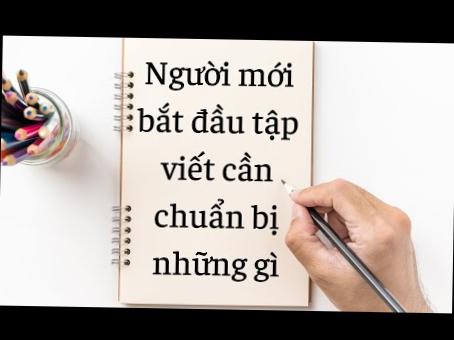 Người mới
bắt đầu tập
viết cần
chuẩn bị
những gì